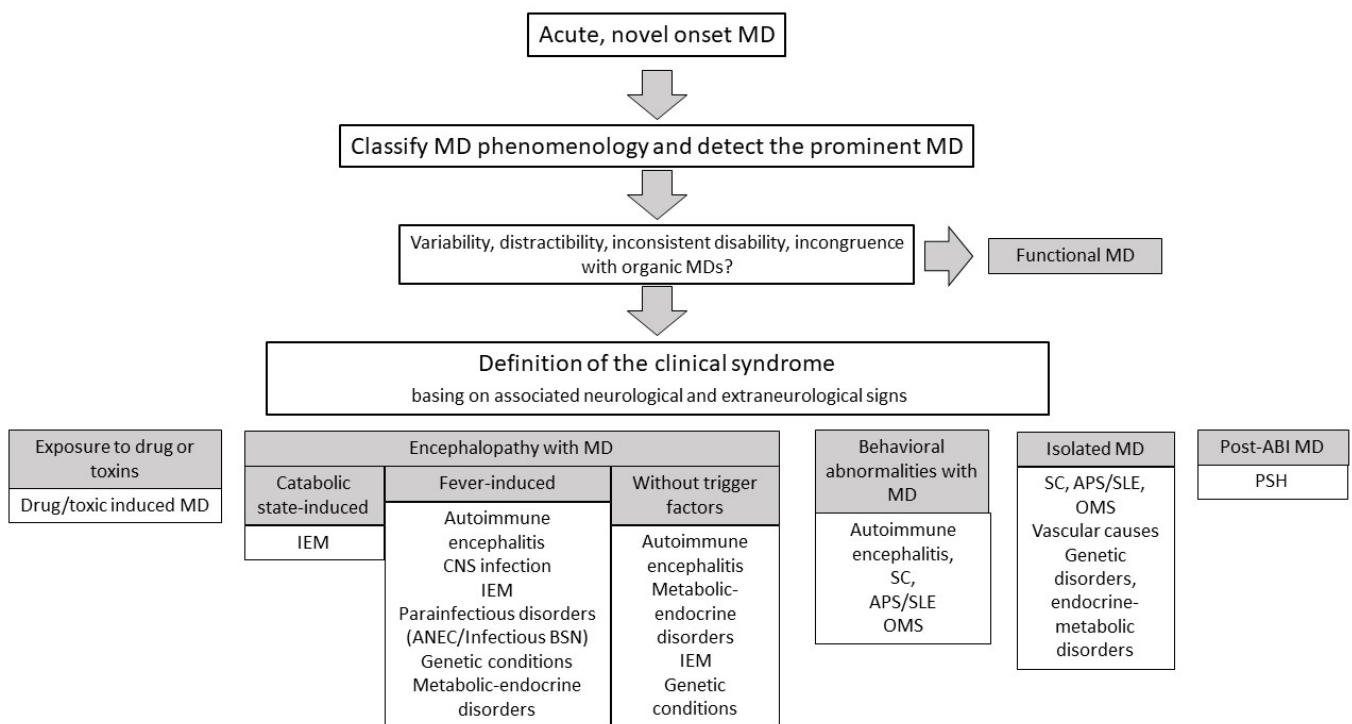 Acute, novel onset MD
Classify MD phenomenology and detect the prominent MD
Variability, distractibility, inconsistent disability, incongruence
with organic MDs?
Functional MD
Definition of the clinical syndrome
basing on associated neurological and extraneurological signs
Exposure to drug or
toxins
Drug/toxic induced MD
Encephalopathy with MD
Catabolic
state-induced
IEM
Fever-induced
Autoimmune
encephalitis
CNS infection
IEM
Parainfectious disorders
(ANEC/Infectious BSN)
Genetic conditions
Metabolic-endocrine
disorders
Without trigger
factors
Autoimmune
encephalitis
Metabolic-
endocrine
disorders
IEM
Genetic
conditions
Behavioral
abnormalities with
MD
Autoimmune
encephalitis,
SC,
APS/SLE
OMS
Isolated MD
SC, APS/SLE,
OMS
Vascular causes
Genetic
disorders,
endocrine-
metabolic
disorders
Post-ABI MD
PSH